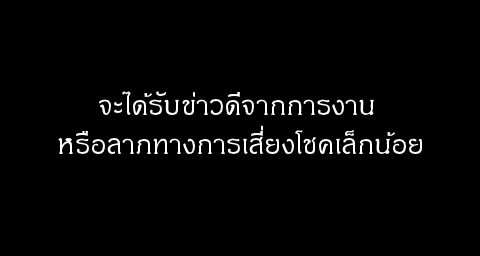 จะได้รับข่าวดีจากการงาน
หรือลาภทางการเสี่ยงโชคเล็กน้อย